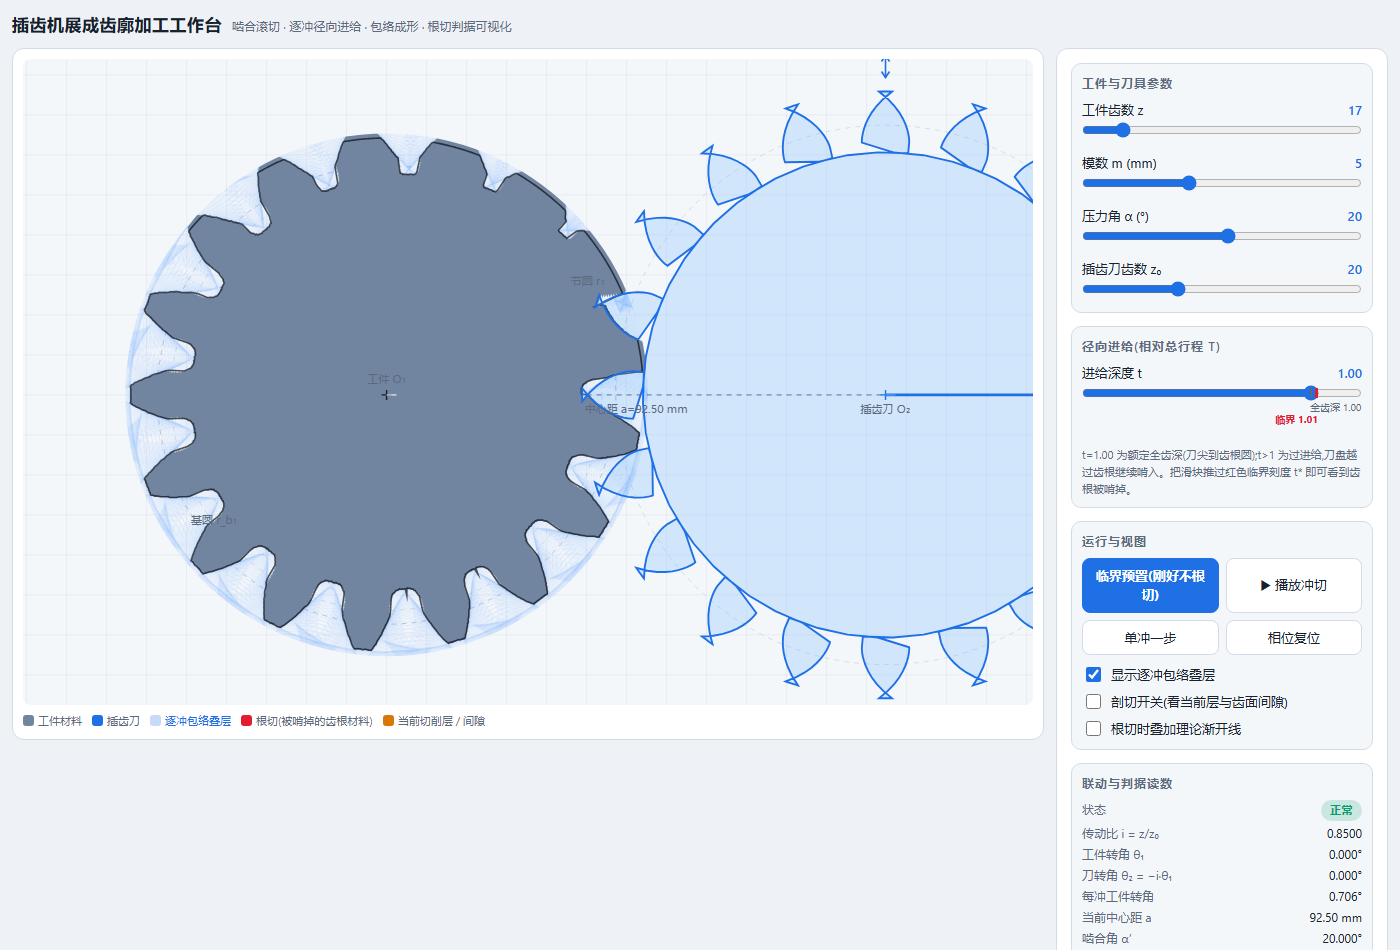 插齿机展成齿廓加工工作台 啮合滚切 · 逐冲径向进给 · 包络成形 · 根切判据可视化
节圆 r₁
工件 O₁
中心距 a=92.50 mm
插齿刀 O₂
基圆 r_b₁
工件材料 插齿刀 逐冲包络叠层 根切(被啃掉的齿根材料) 当前切削层 / 间隙
工件与刀具参数
工件齿数 z 17
模数 m (mm) 5
压力角 α (°) 20
插齿刀齿数 z₀ 20
径向进给(相对总行程 T)
进给深度 t 1.00
全齿深 1.00
临界 1.01
t=1.00 为额定全齿深(刀尖到齿根圆);t>1 为过进给,刀盘越
过齿根继续啃入。把滑块推过红色临界刻度 t* 即可看到齿
根被啃掉。
运行与视图
临界预置(刚好不根
切)
▶ 播放冲切
单冲一步
相位复位
显示逐冲包络叠层
剖切开关(看当前层与齿面间隙)
根切时叠加理论渐开线
联动与判据读数
状态 正常
传动比 i = z/z₀ 0.8500
工件转角 θ₁ 0.000°
刀转角 θ₂ = −i·θ₁ 0.000°
每冲工件转角 0.706°
当前中心距 a 92.50 mm
啮合角 α′ 20.000°